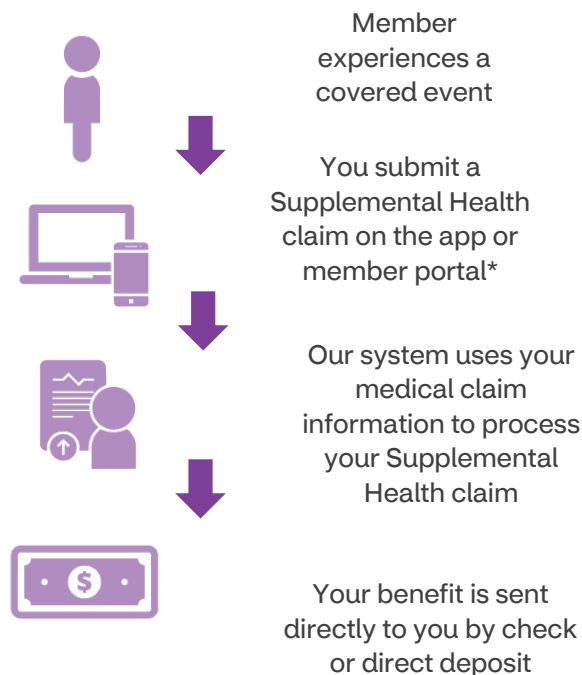 Member
experiences a
covered event
You submit a
Supplemental Health
claim on the app or
member portal*
Our system uses your
medical claim
information to process
your Supplemental
Health claim
$
Your benefit is sent
directly to you by check
or direct deposit